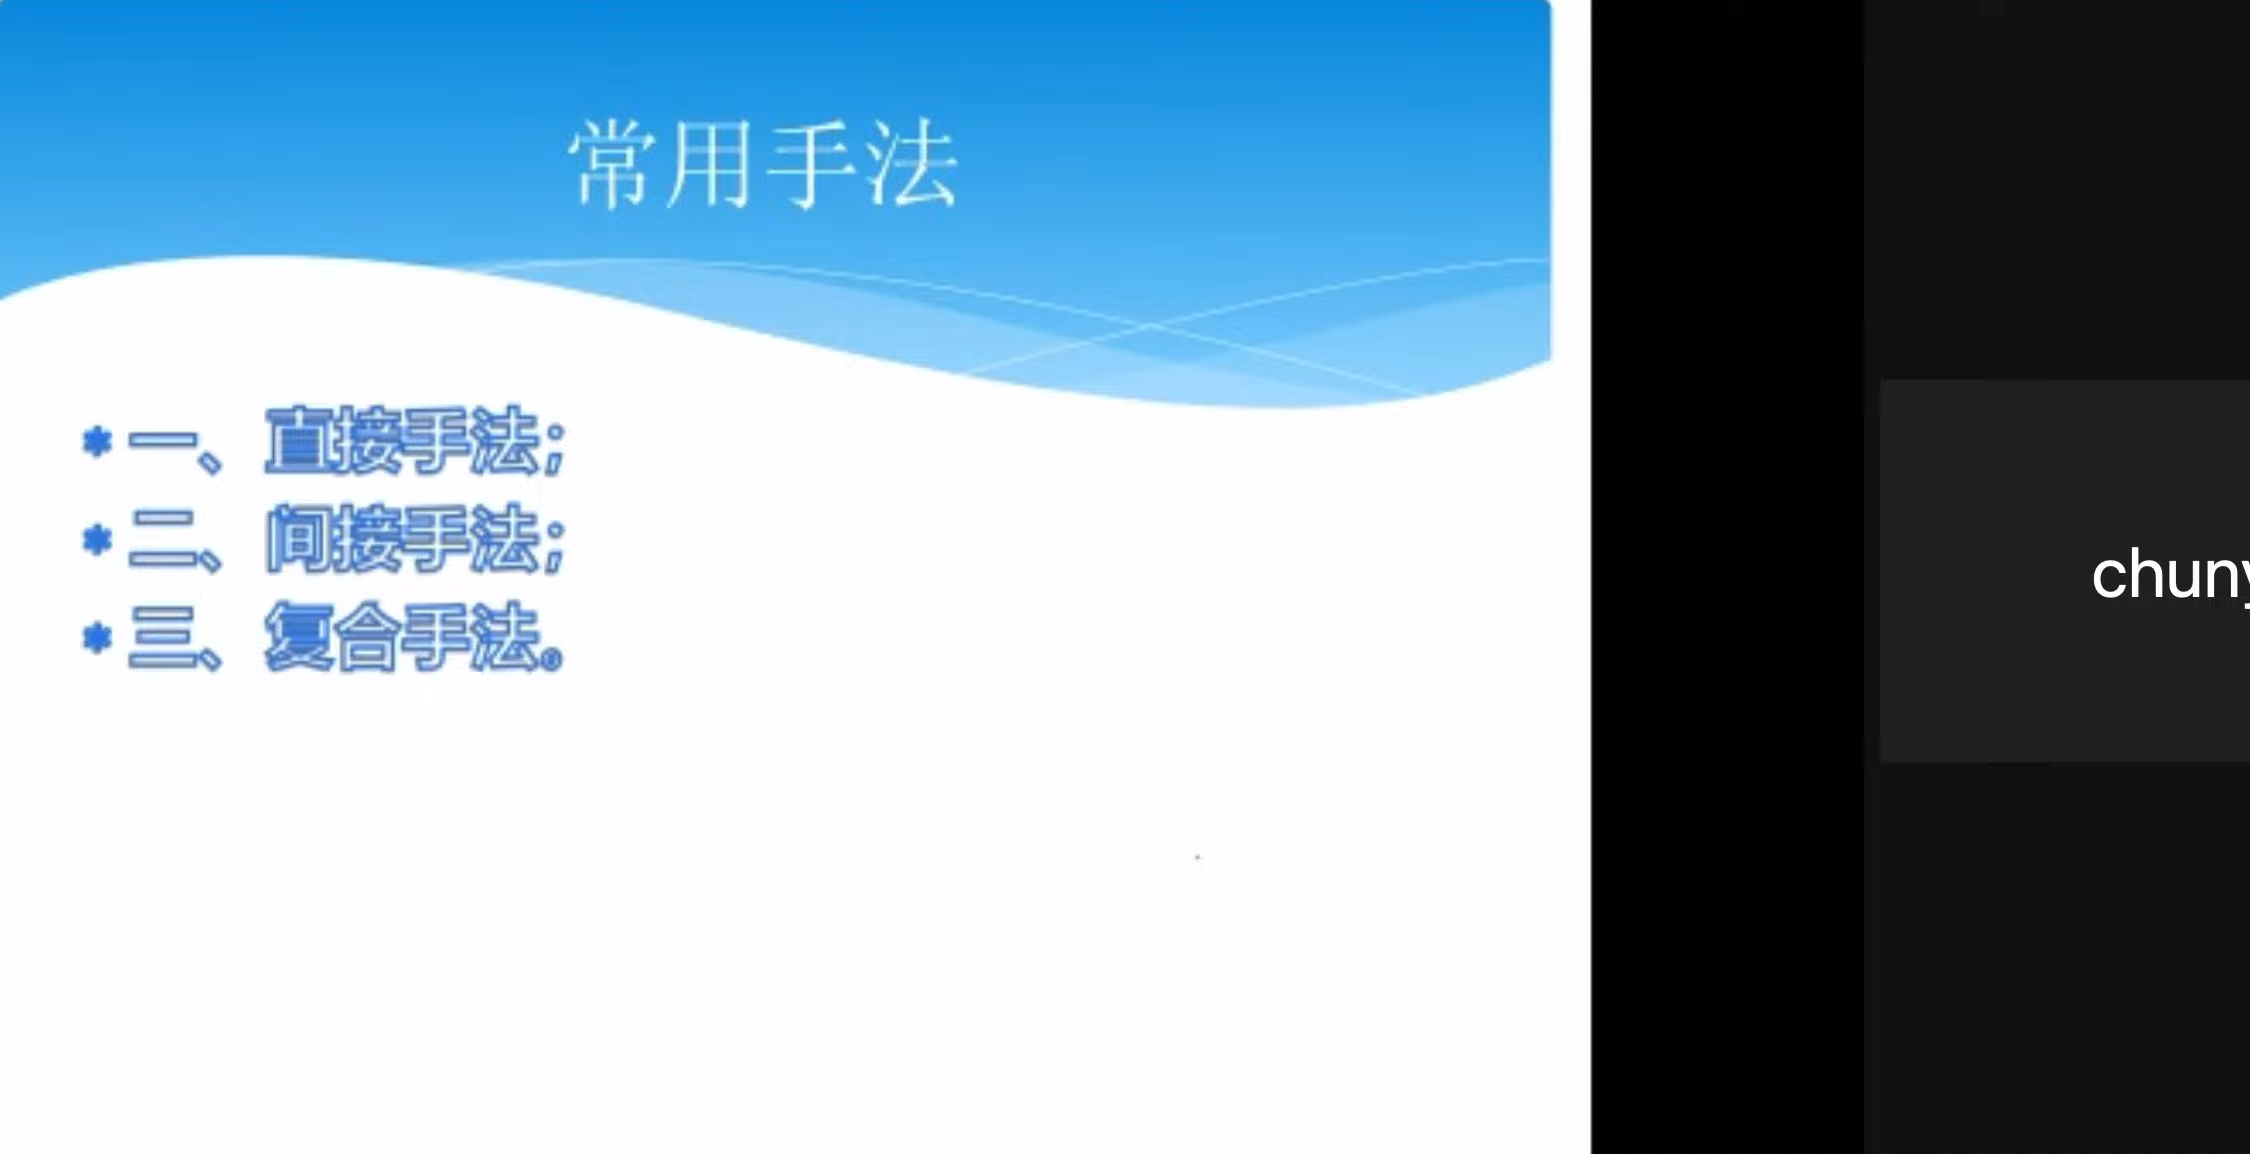 常用手法
* 一、直接手法；
* 二、间接手法；
* 三、复合手法。
chuny